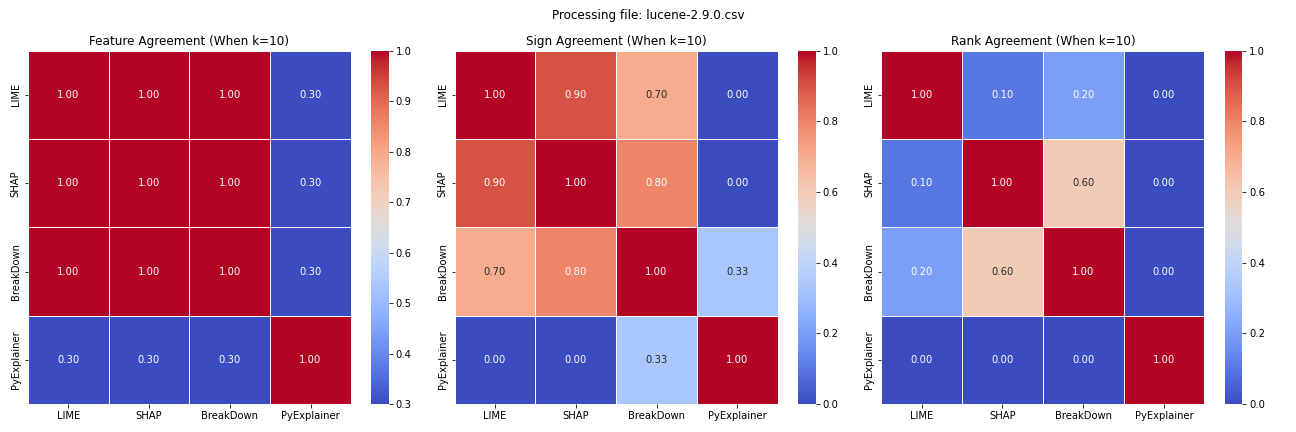 Processing file: lucene-2.9.0.csv
Feature Agreement (When k=10)
LIME
SHAP
BreakDown
PyExplainer
1.00 1.00 1.00 0.30
1.00 1.00 1.00 0.30
1.00 1.00 1.00 0.30
0.30 0.30 0.30 1.00
LIME SHAP BreakDown PyExplainer
1.0
0.9
0.8
0.7
0.6
0.5
0.4
0.3
Sign Agreement (When k=10)
LIME
SHAP
BreakDown
PyExplainer
1.00 0.90 0.70 0.00
0.90 1.00 0.80 0.00
0.70 0.80 1.00 0.33
0.00 0.00 0.33 1.00
LIME SHAP BreakDown PyExplainer
1.0
0.8
0.6
0.4
0.2
0.0
Rank Agreement (When k=10)
LIME
SHAP
BreakDown
PyExplainer
1.00 0.10 0.20 0.00
0.10 1.00 0.60 0.00
0.20 0.60 1.00 0.00
0.00 0.00 0.00 1.00
LIME SHAP BreakDown PyExplainer
1.0
0.8
0.6
0.4
0.2
0.0